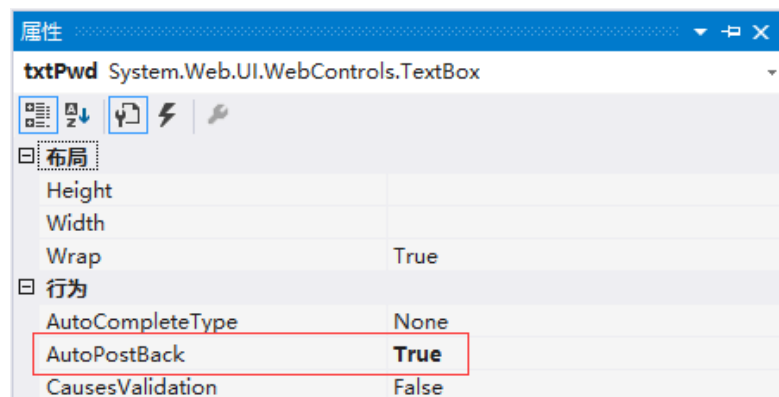 属性
txtPwd System.Web.UI.WebControls.TextBox
布局
Height
Width
Wrap True
行为
AutoCompleteType None
AutoPostBack True
CausesValidation False